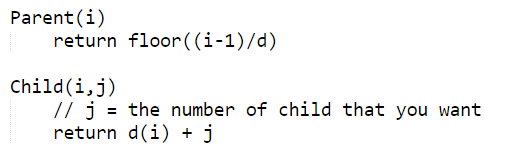 Parent(i)
return floor((i-1)/d)
Child(i,j)
// j = the number of child that you want
return d(i) + j